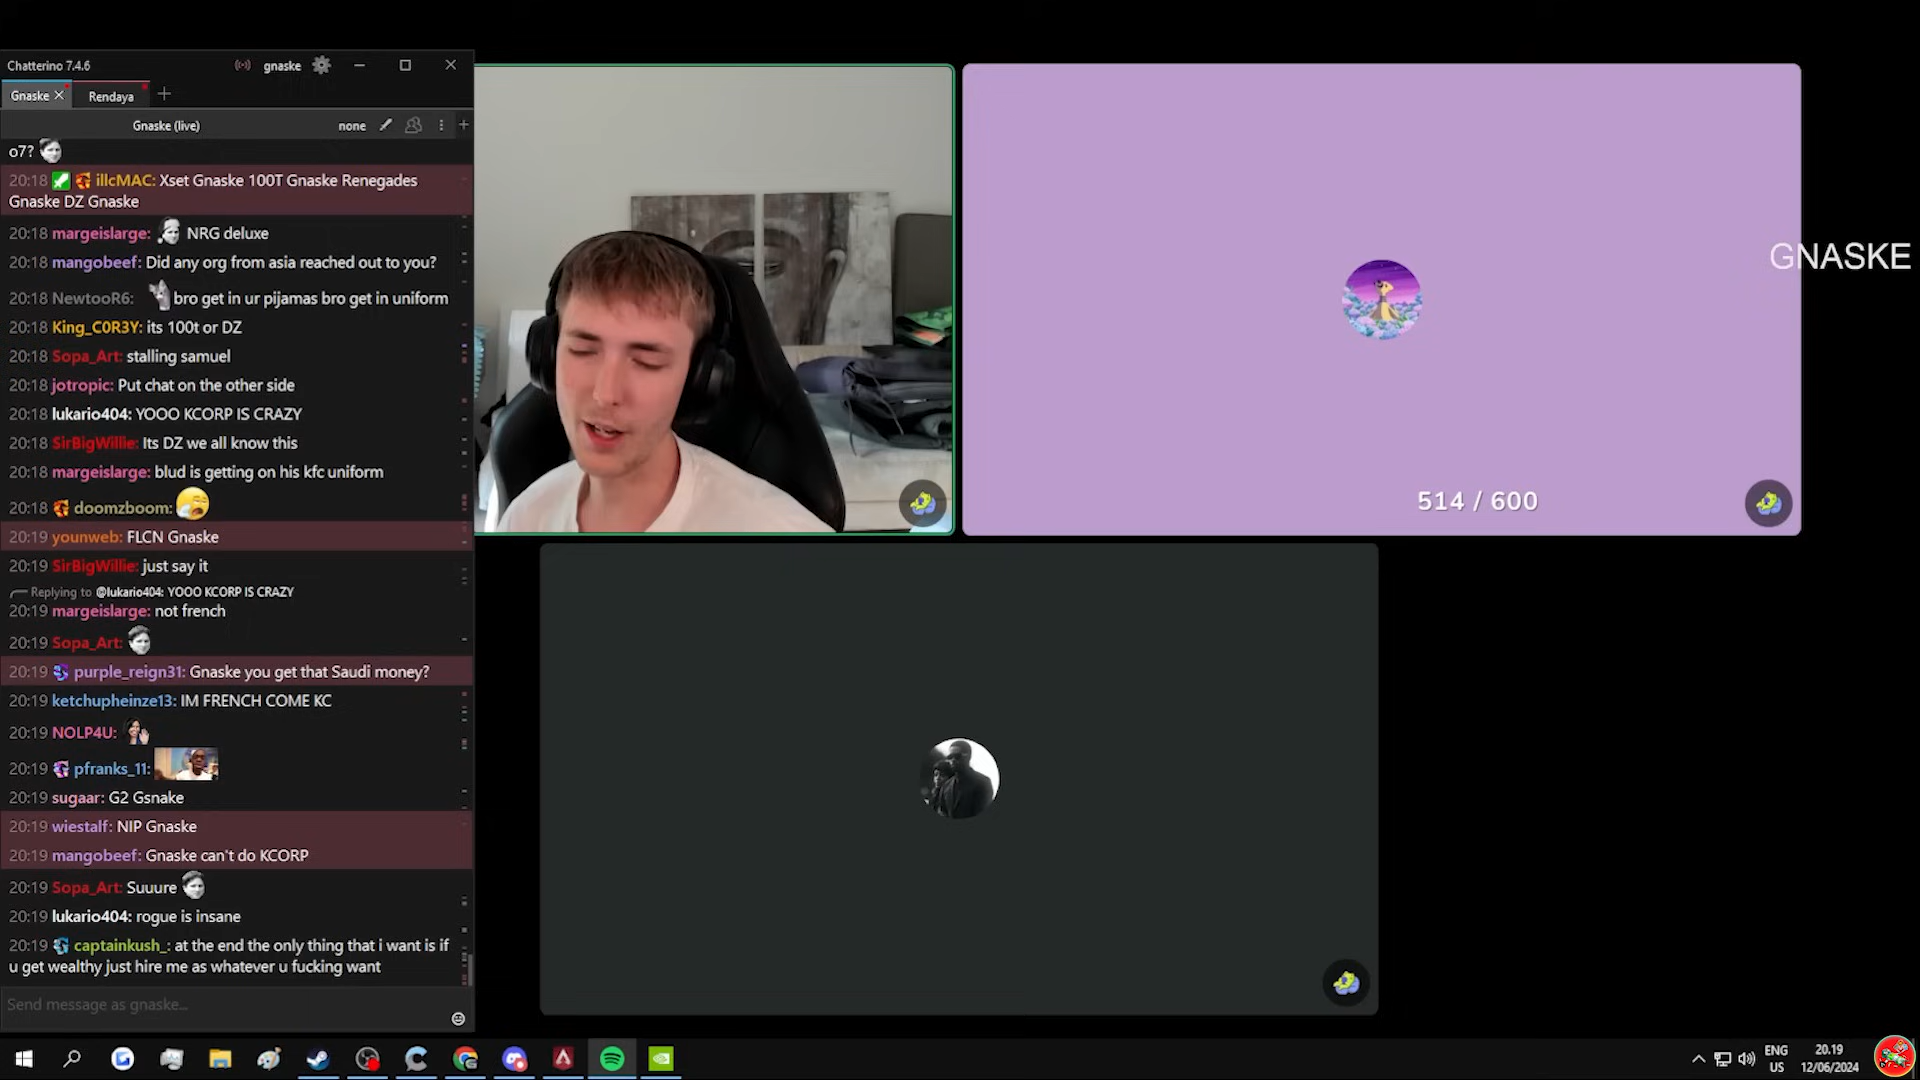 Chatterino 7.4.6
gnaske
Gnaske
Rendaya
Gnaske (live)
none
o7?
20:18 illcMAC: Xset Gnaske 100T Gnaske Renegades
Gnaske DZ Gnaske
20:18 margeislarge: NRG deluxe
20:18 mangobeef: Did any org from asia reached out to you?
20:18 NewtooR6: bro get in ur pijamas bro get in uniform
20:18 King_C0R3Y: its 100t or DZ
20:18 Sopa_Art: stalling samuel
20:18 jotropic: Put chat on the other side
20:18 lukario404: YOOO KCORP IS CRAZY
20:18 SirBigWillie: Its DZ we all know this
20:18 margeislarge: blud is getting on his kfc uniform
20:18 doomzboom:
20:19 younweb: FLCN Gnaske
20:19 SirBigWillie: just say it
Replying to @lukario404: YOOO KCORP IS CRAZY
20:19 margeislarge: not french
20:19 Sopa_Art:
20:19 purple_reign31: Gnaske you get that Saudi money?
20:19 ketchupheinze13: IM FRENCH COME KC
20:19 NOLP4U:
20:19 pfranks_11:
20:19 sugaar: G2 Gsnake
20:19 wiestalf: NIP Gnaske
20:19 mangobeef: Gnaske can't do KCORP
20:19 Sopa_Art: Suuure
20:19 lukario404: rogue is insane
20:19 captainkush_: at the end the only thing that i want is if
u get wealthy just hire me as whatever u fucking want
Send message as gnaske...
GNASKE
514 / 600
ENG
US
20.19
12/06/2024